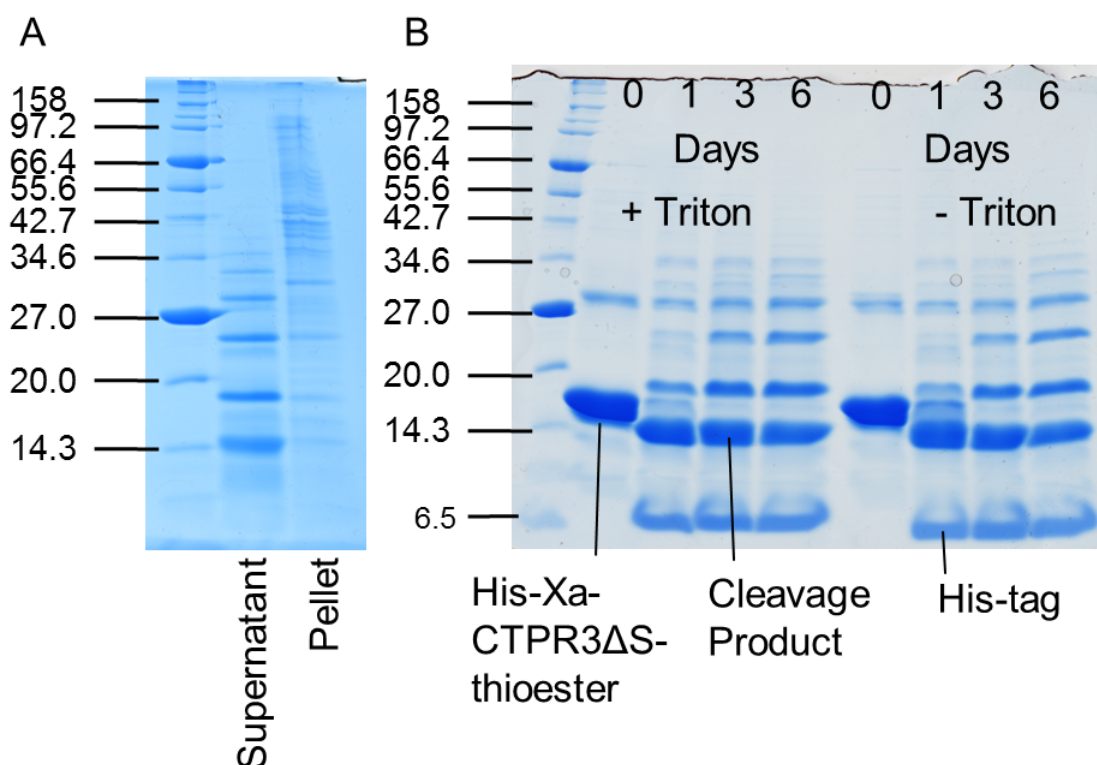 A
158
97.2
66.4
55.6
42.7
34.6
27.0
20.0
14.3
Supernatant
Pellet
B
158
97.2
66.4
55.6
42.7
34.6
27.0
20.0
14.3
6.5
0 1 3 6 0 1 3 6
Days Days
+ Triton - Triton
His-Xa-
CTPR3ΔS-
thioester
Cleavage
Product
His-tag